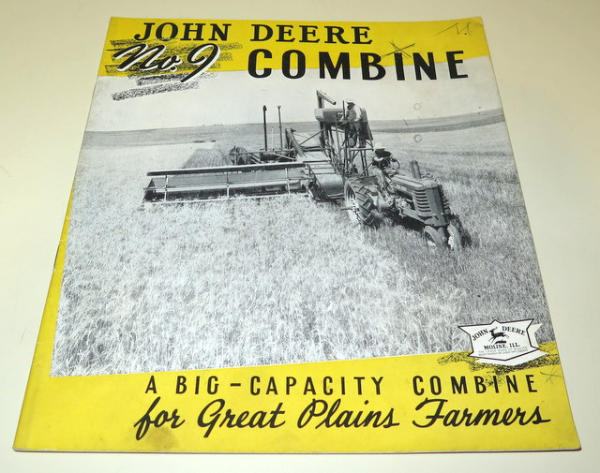 JOHN DEERE
No. 9 COMBINE
JOHN DEERE
MOLINE, ILL.
A BIG-CAPACITY COMBINE
for Great Plains Farmers